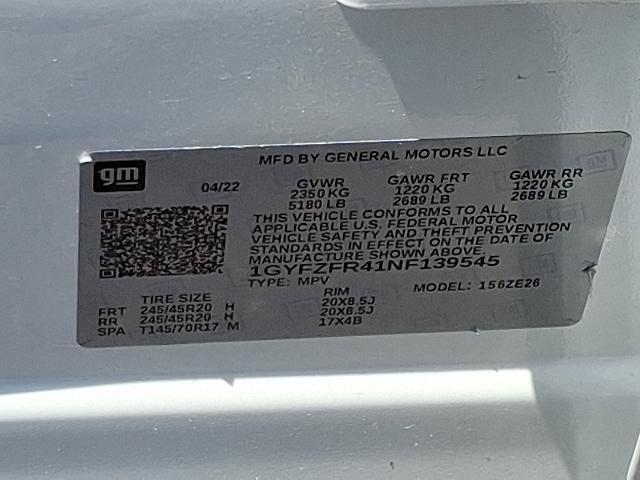 gm
MFD BY GENERAL MOTORS LLC
04/22 GVWR GAWR FRT GAWR RR
2350 KG 1220 KG 1220 KG
5180 LB 2689 LB 2689 LB
THIS VEHICLE CONFORMS TO ALL
APPLICABLE U.S. FEDERAL MOTOR
VEHICLE SAFETY AND THEFT PREVENTION
STANDARDS IN EFFECT ON THE DATE OF
MANUFACTURE SHOWN ABOVE.
1GYFZFR41NF139545
TYPE: MPV MODEL: 156ZE26
TIRE SIZE RIM
FRT 245/45R20 H 20X8.5J
RR 245/45R20 H 20X8.5J
SPA T145/70R17 M 17X4B